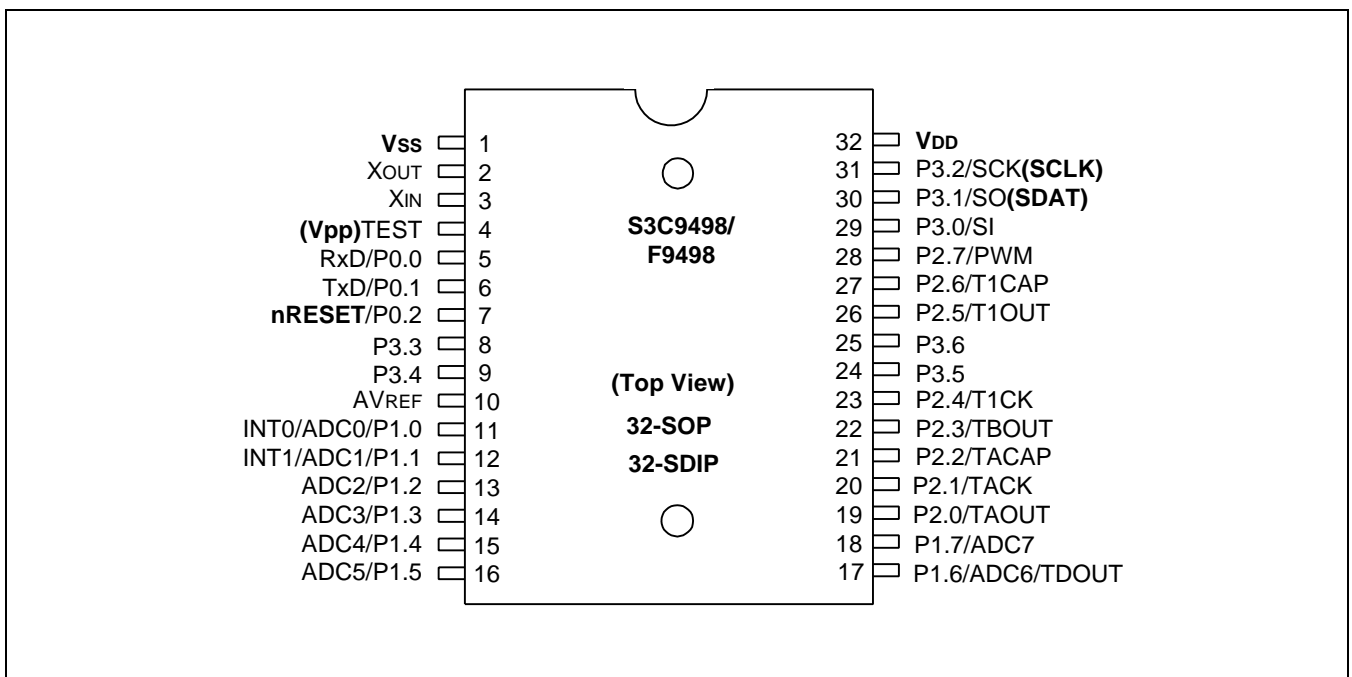 VSS 1
XOUT 2
XIN 3
(Vpp)TEST 4
RxD/P0.0 5
TxD/P0.1 6
nRESET/P0.2 7
P3.3 8
P3.4 9
AVREF 10
INT0/ADC0/P1.0 11
INT1/ADC1/P1.1 12
ADC2/P1.2 13
ADC3/P1.3 14
ADC4/P1.4 15
ADC5/P1.5 16
S3C9498/
F9498
(Top View)
32-SOP
32-SDIP
32 VDD
31 P3.2/SCK(SCLK)
30 P3.1/SO(SDAT)
29 P3.0/SI
28 P2.7/PWM
27 P2.6/T1CAP
26 P2.5/T1OUT
25 P3.6
24 P3.5
23 P2.4/T1CK
22 P2.3/TBOUT
21 P2.2/TACAP
20 P2.1/TACK
19 P2.0/TAOUT
18 P1.7/ADC7
17 P1.6/ADC6/TDOUT